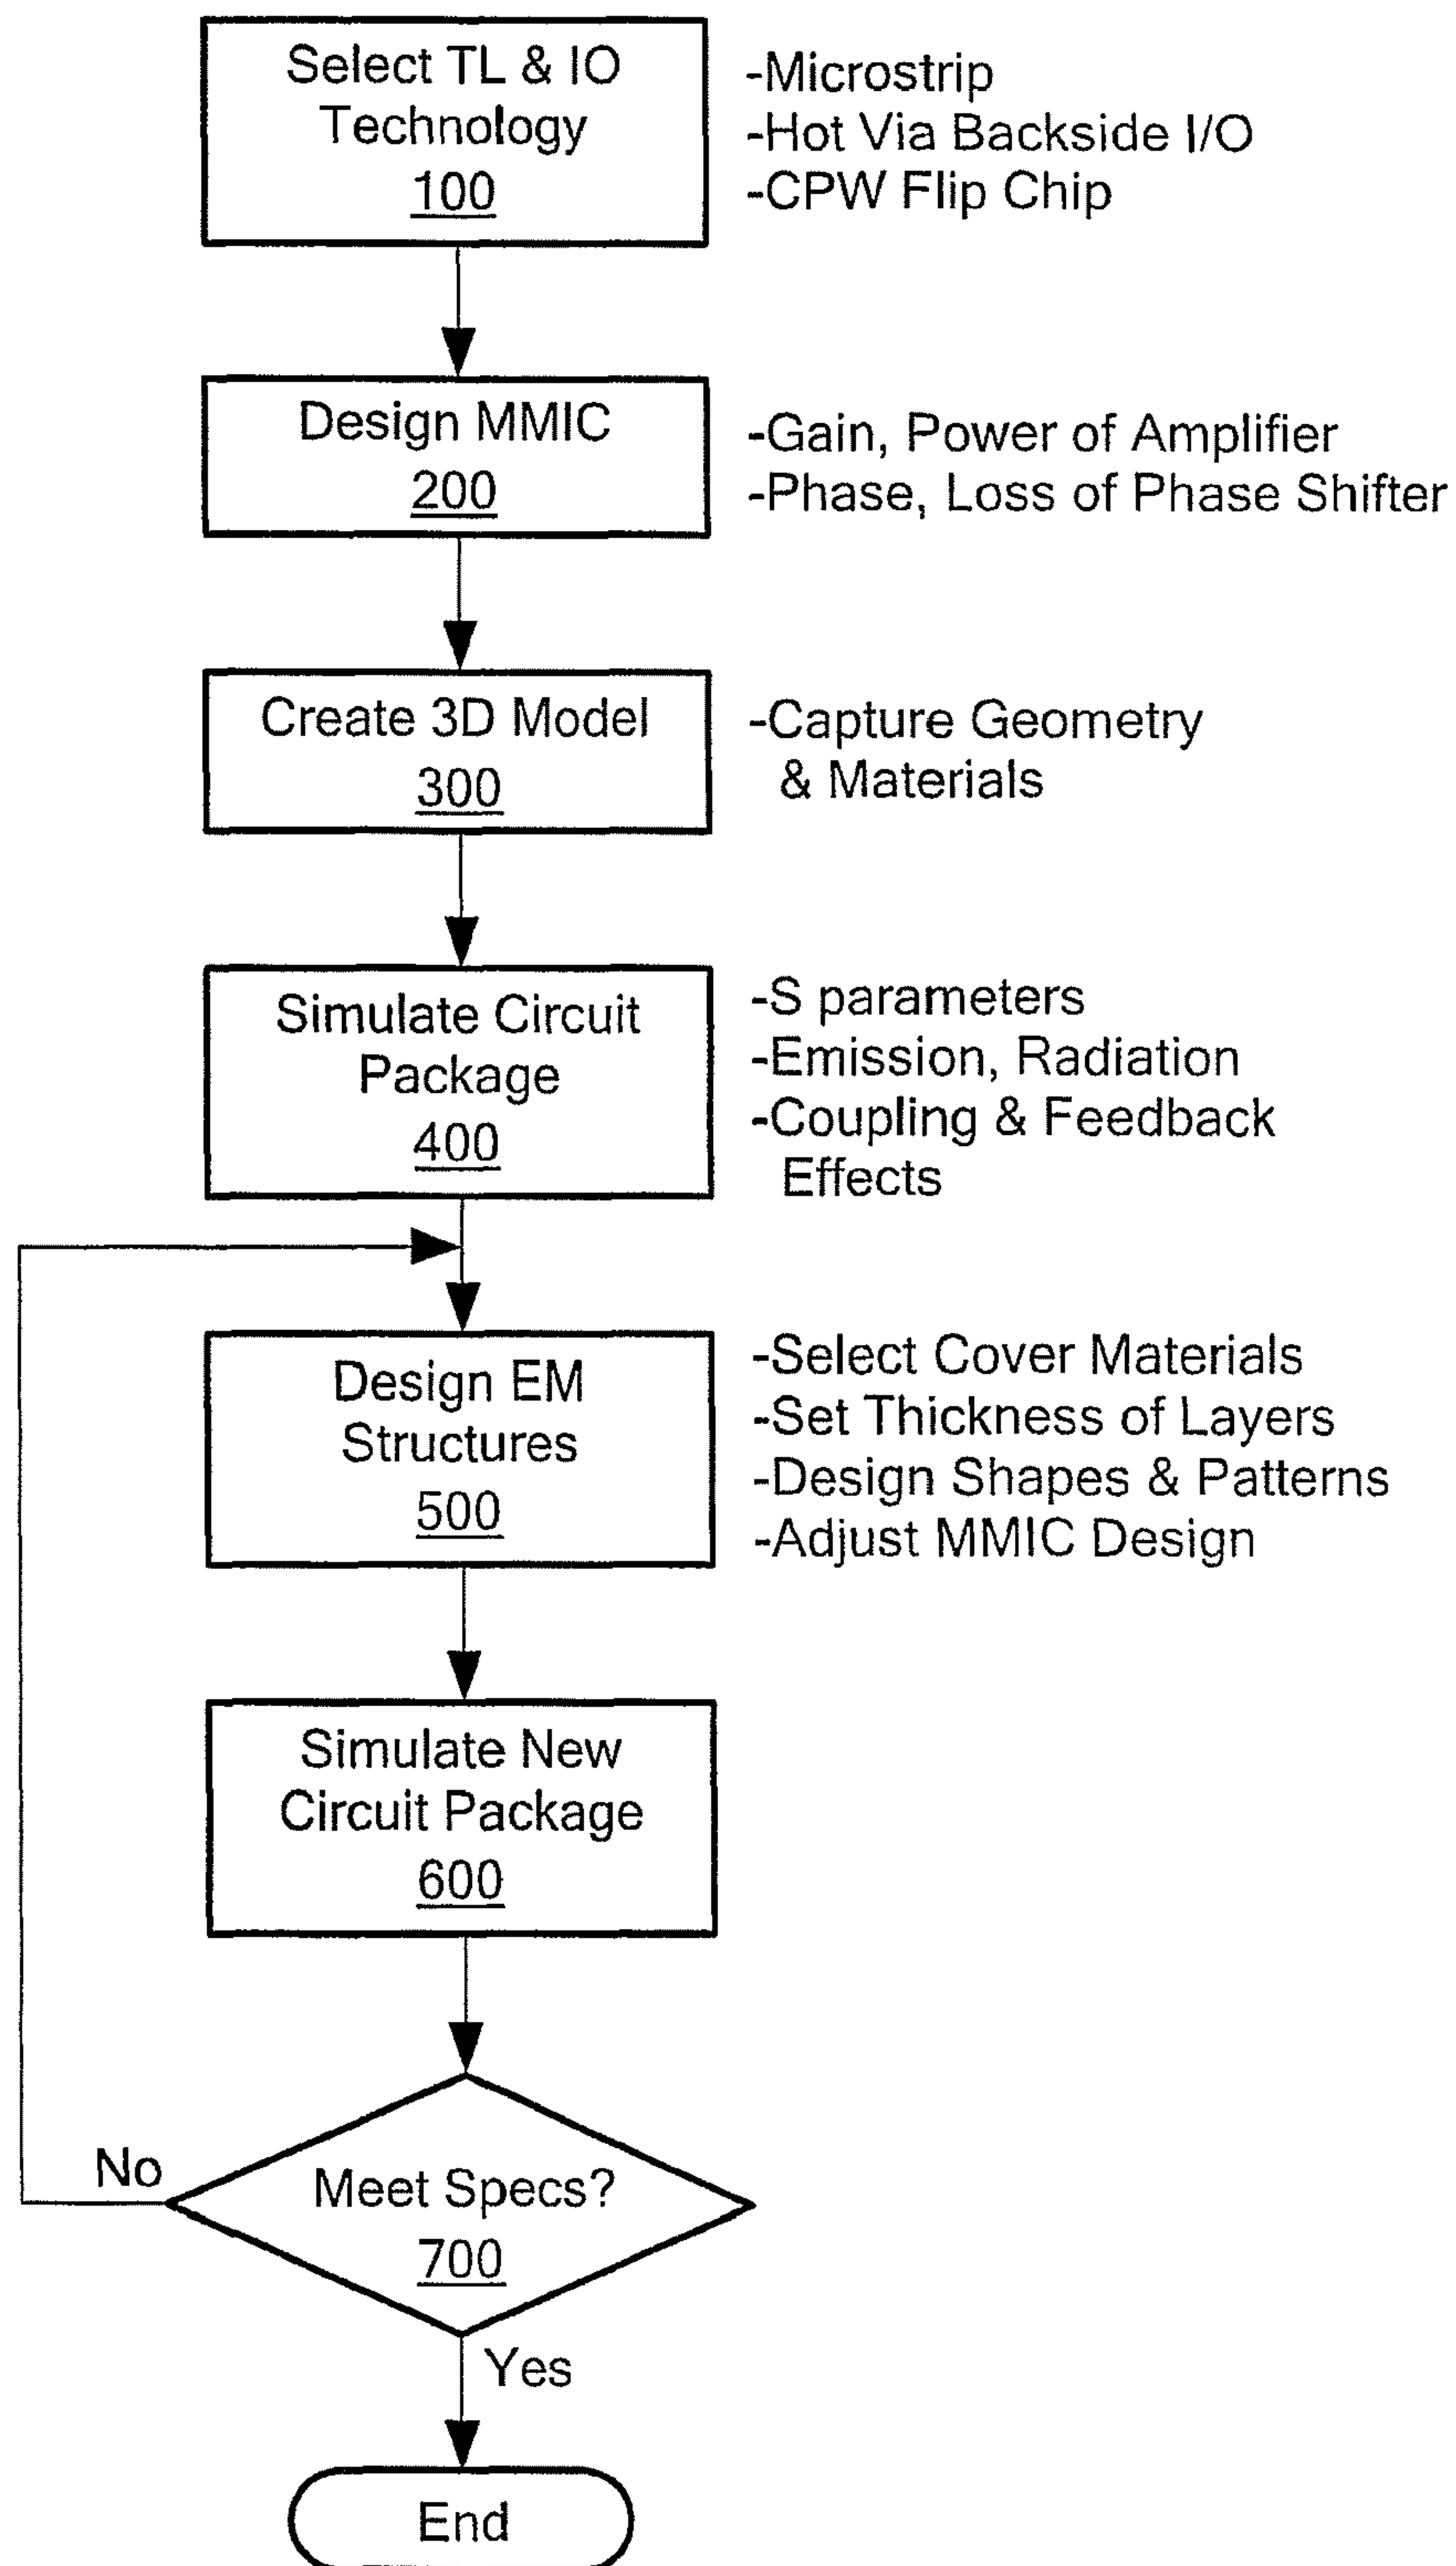 Select TL & IO
Technology
100
-Microstrip
-Hot Via Backside I/O
-CPW Flip Chip
Design MMIC
200
-Gain, Power of Amplifier
-Phase, Loss of Phase Shifter
Create 3D Model
300
-Capture Geometry
& Materials
Simulate Circuit
Package
400
-S parameters
-Emission, Radiation
-Coupling & Feedback
Effects
Design EM
Structures
500
-Select Cover Materials
-Set Thickness of Layers
-Design Shapes & Patterns
-Adjust MMIC Design
Simulate New
Circuit Package
600
No
Meet Specs?
700
Yes
End